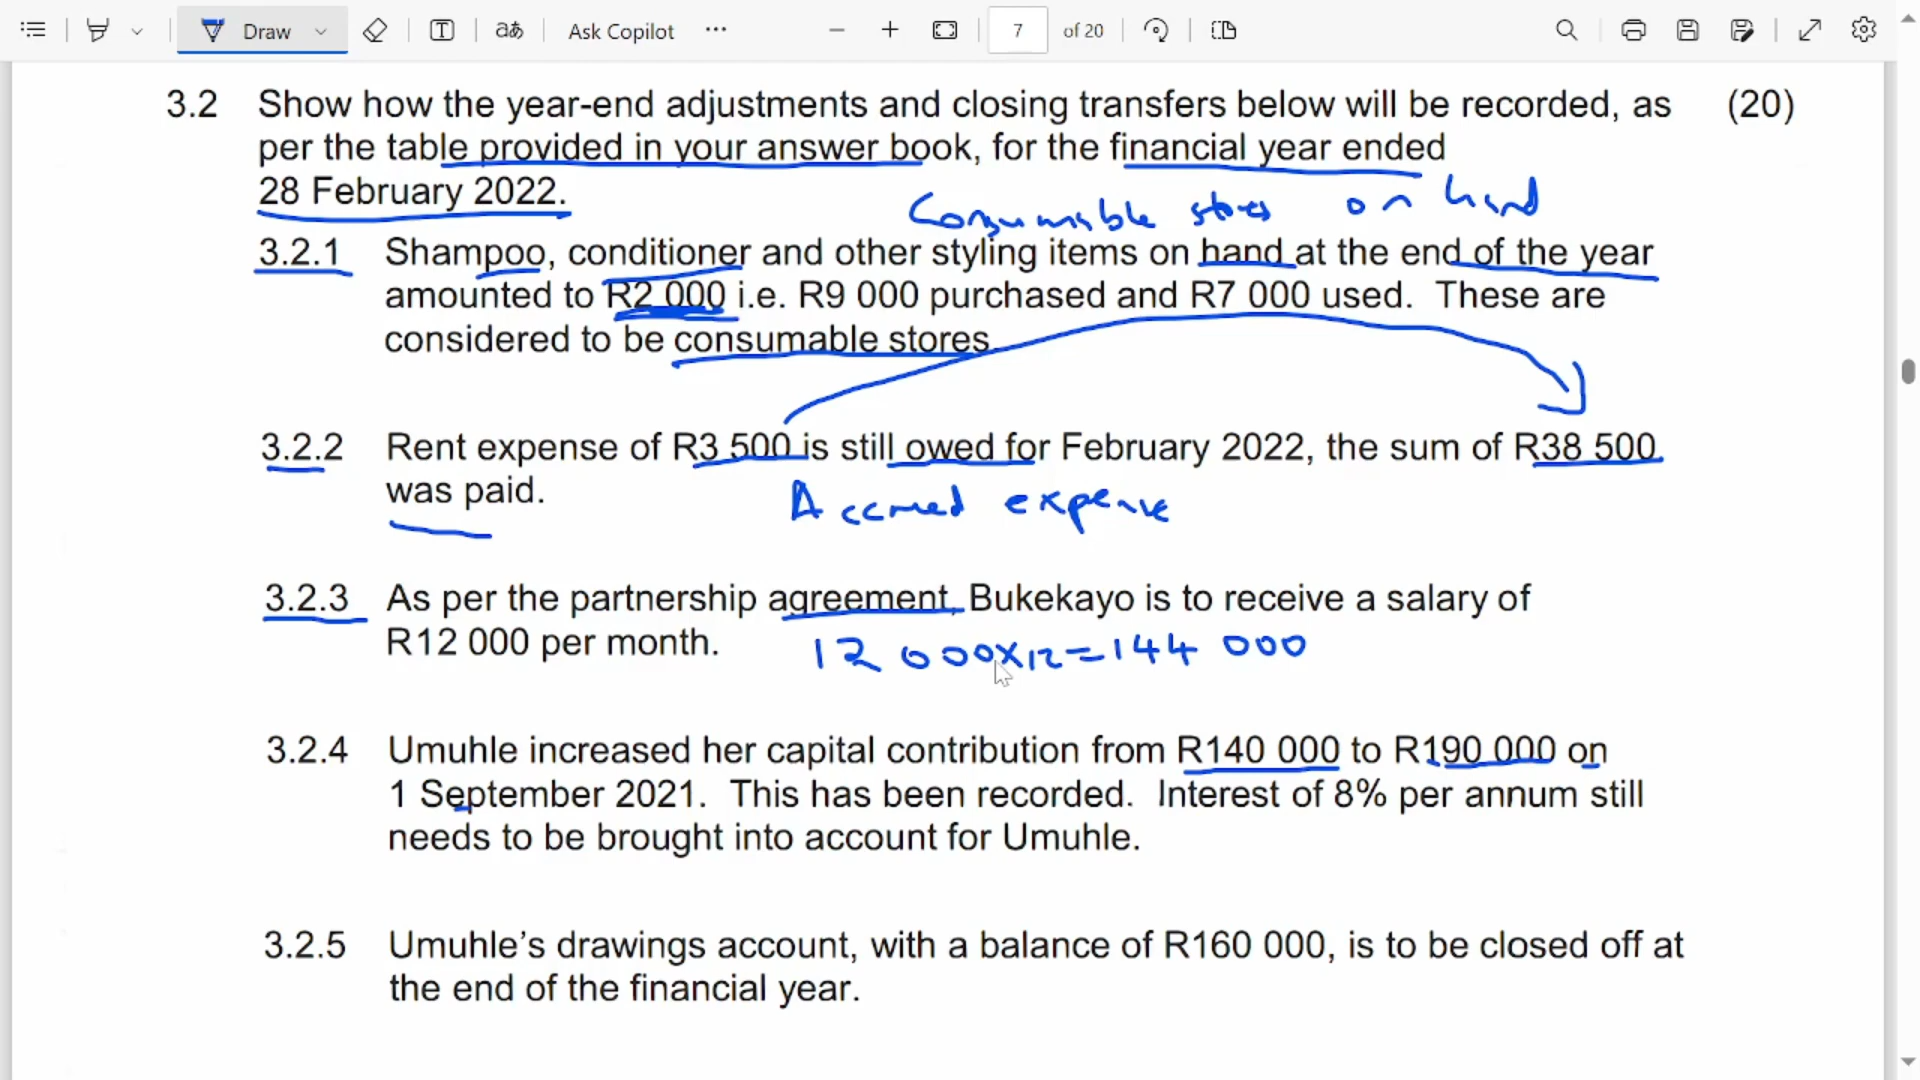 Draw aあ Ask Copilot ... 7 of 20
3.2 Show how the year-end adjustments and closing transfers below will be recorded, as (20)
per the table provided in your answer book, for the financial year ended
28 February 2022.
Consumable stores on hand
3.2.1 Shampoo, conditioner and other styling items on hand at the end of the year
amounted to R2 000 i.e. R9 000 purchased and R7 000 used. These are
considered to be consumable stores.
3.2.2 Rent expense of R3 500 is still owed for February 2022, the sum of R38 500
was paid.
Accrued expense
3.2.3 As per the partnership agreement, Bukekayo is to receive a salary of
R12 000 per month.
12 000x12=144 000
3.2.4 Umuhle increased her capital contribution from R140 000 to R190 000 on
1 September 2021. This has been recorded. Interest of 8% per annum still
needs to be brought into account for Umuhle.
3.2.5 Umuhle's drawings account, with a balance of R160 000, is to be closed off at
the end of the financial year.